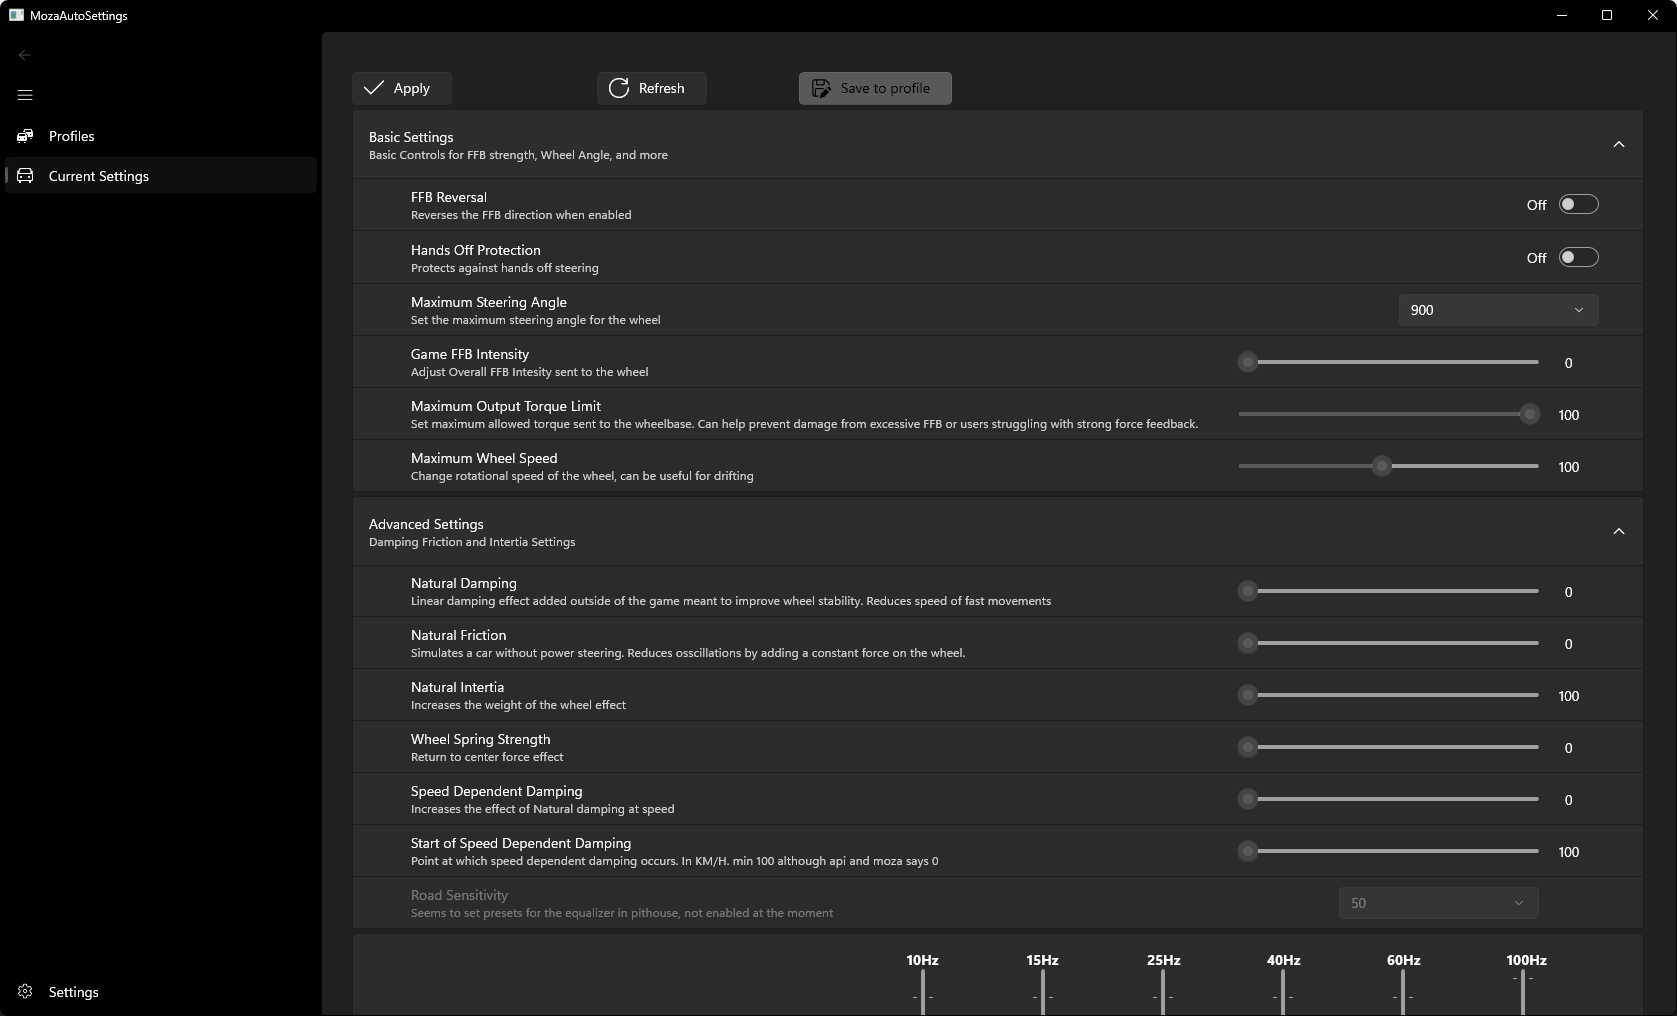 MozaAutoSettings
Profiles
Current Settings
Apply
Refresh
Save to profile
Basic Settings
Basic Controls for FFB strength, Wheel Angle, and more
FFB Reversal
Reverses the FFB direction when enabled
Off
Hands Off Protection
Protects against hands off steering
Off
Maximum Steering Angle
Set the maximum steering angle for the wheel
900
Game FFB Intensity
Adjust Overall FFB Intesity sent to the wheel
0
Maximum Output Torque Limit
Set maximum allowed torque sent to the wheelbase. Can help prevent damage from excessive FFB or users struggling with strong force feedback.
100
Maximum Wheel Speed
Change rotational speed of the wheel, can be useful for drifting
100
Advanced Settings
Damping Friction and Intertia Settings
Natural Damping
Linear damping effect added outside of the game meant to improve wheel stability. Reduces speed of fast movements
0
Natural Friction
Simulates a car without power steering. Reduces osscillations by adding a constant force on the wheel.
0
Natural Intertia
Increases the weight of the wheel effect
100
Wheel Spring Strength
Return to center force effect
0
Speed Dependent Damping
Increases the effect of Natural damping at speed
0
Start of Speed Dependent Damping
Point at which speed dependent damping occurs. In KM/H. min 100 although api and moza says 0
100
Road Sensitivity
Seems to set presets for the equalizer in pithouse, not enabled at the moment
50
10Hz 15Hz 25Hz 40Hz 60Hz 100Hz
Settings